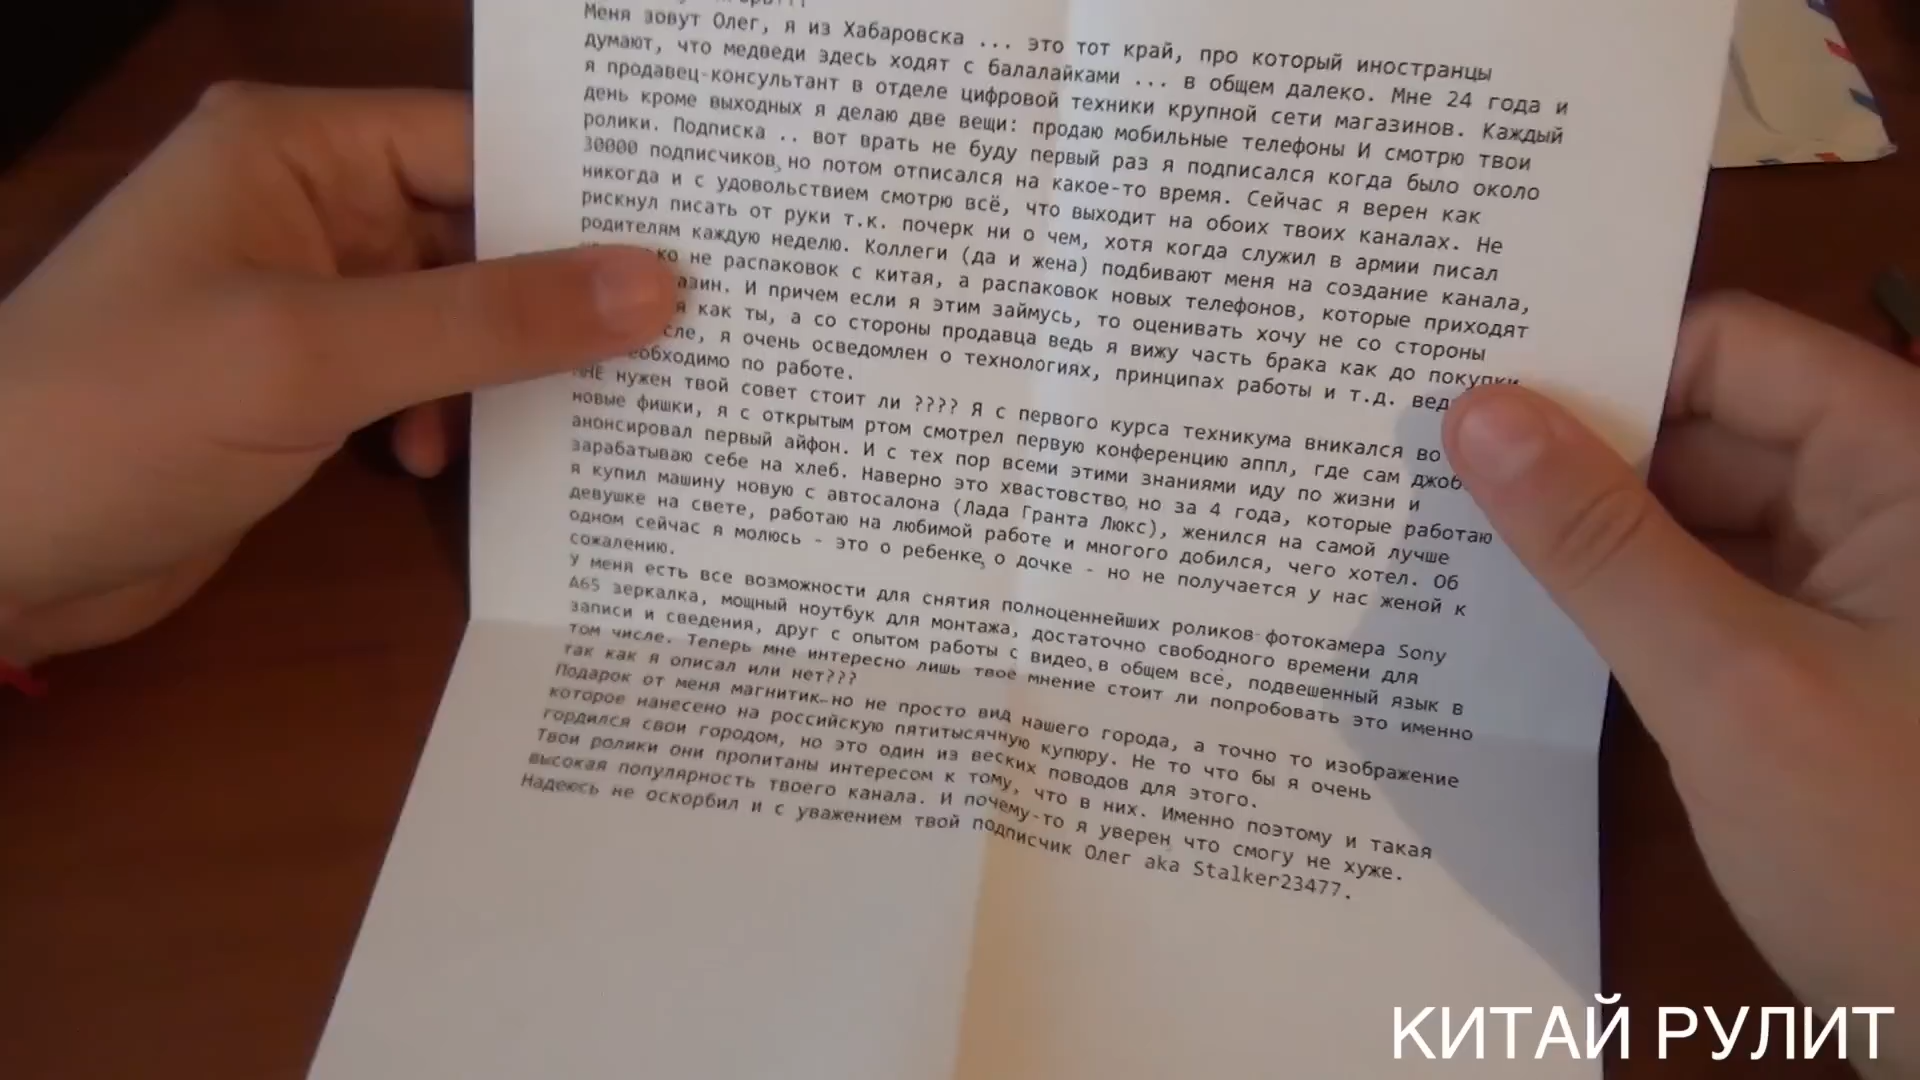 Меня зовут Олег, я из Хабаровска ... это тот край, про который иностранцы
думают, что медведи здесь ходят с балалайками ... в общем далеко. Мне 24 года и
я продавец-консультант в отделе цифровой техники крупной сети магазинов. Каждый
день кроме выходных я делаю две вещи: продаю мобильные телефоны И смотрю твои
ролики. Подписка .. вот врать не буду первый раз я подписался когда было около
30000 подписчиков, но потом отписался на какое-то время. Сейчас я верен как
никогда и с удовольствием смотрю всё, что выходит на обоих твоих каналах. Не
рискнул писать от руки т.к. почерк ни о чем, хотя когда служил в армии писал
родителям каждую неделю. Коллеги (да и жена) подбивают меня на создание канала,
не распаковок с китая, а распаковок новых телефонов, которые приходят
И причем если я этим займусь, то оценивать хочу не со стороны
как ты, а со стороны продавца ведь я вижу часть брака как до покупки
я очень осведомлен о технологиях, принципах работы и т.д.
необходимо по работе.
МНЕ нужен твой совет стоит ли ???? Я с первого курса техникума вникался во
новые фишки, я с открытым ртом смотрел первую конференцию аппл, где сам
анонсировал первый айфон. И с тех пор всеми этими знаниями иду по жизни и
зарабатываю себе на хлеб. Наверно это хвастовство, но за 4 года, которые работаю
я купил машину новую с автосалона (Лада Гранта Люкс), женился на самой лучше
девушке на свете, работаю на любимой работе и многого добился, чего хотел. Об
одном сейчас я молюсь - это о ребенке, о дочке - но не получается у нас женой к
сожалению.
У меня есть все возможности для снятия полноценнейших роликов-фотокамера Sony
A65 зеркалка, мощный ноутбук для монтажа, достаточно свободного времени для
записи и сведения, друг с опытом работы с видео, в общем всё, подвешенный язык в
том числе. Теперь мне интересно лишь твое мнение стоит ли попробовать это именно
так как я описал или нет???
Подарок от меня магнитик-но не просто вид нашего города, а точно то изображение
которое нанесено на российскую пятитысячную купюру. Не то что бы я очень
гордился свои городом, но это один из веских поводов для этого.
Твои ролики они пропитаны интересом к тому, что в них. Именно поэтому и такая
высокая популярность твоего канала. И почему-то я уверен, что смогу не хуже.
Надеюсь не оскорбил и с уважением твой подписчик Олег aka Stalker23477.
КИТАЙ РУЛИТ